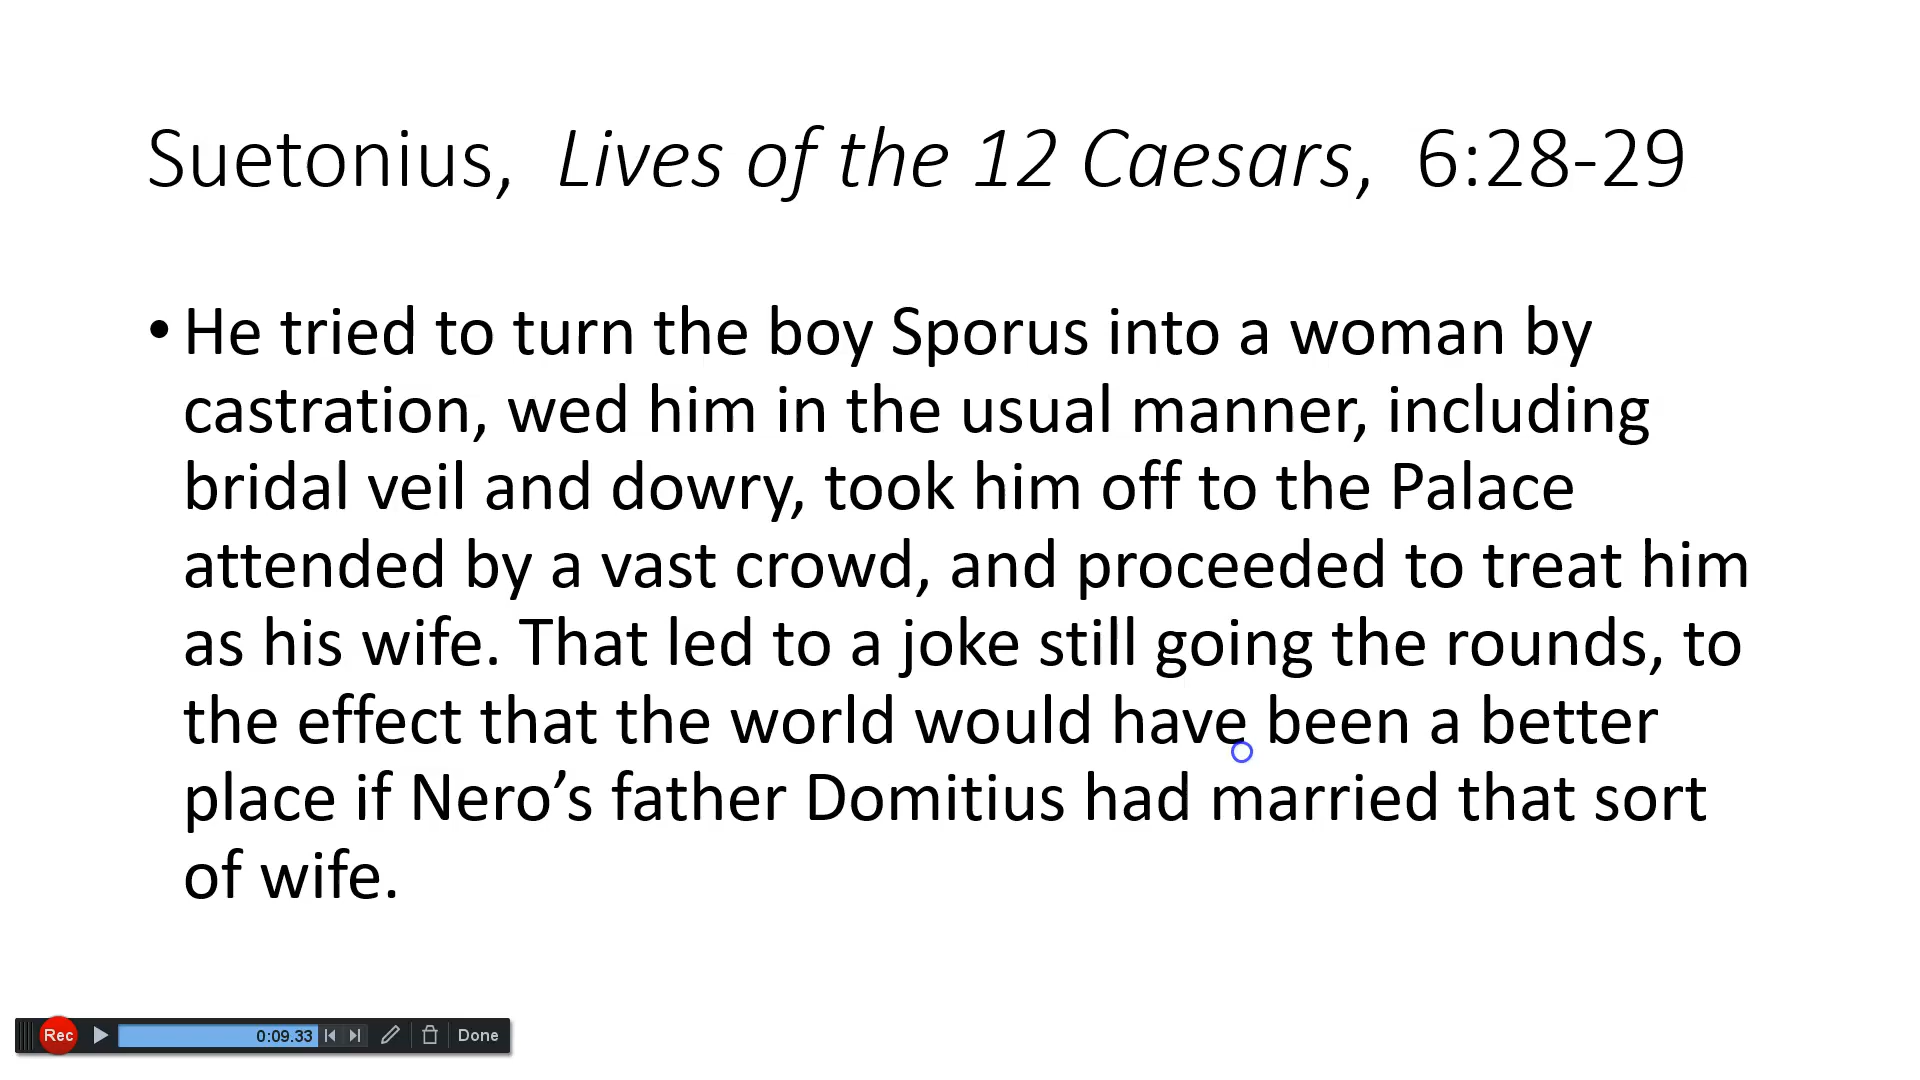 Suetonius, Lives of the 12 Caesars, 6:28-29
• He tried to turn the boy Sporus into a woman by
castration, wed him in the usual manner, including
bridal veil and dowry, took him off to the Palace
attended by a vast crowd, and proceeded to treat him
as his wife. That led to a joke still going the rounds, to
the effect that the world would have been a better
place if Nero’s father Domitius had married that sort
of wife.
Rec 0:09.33 Done